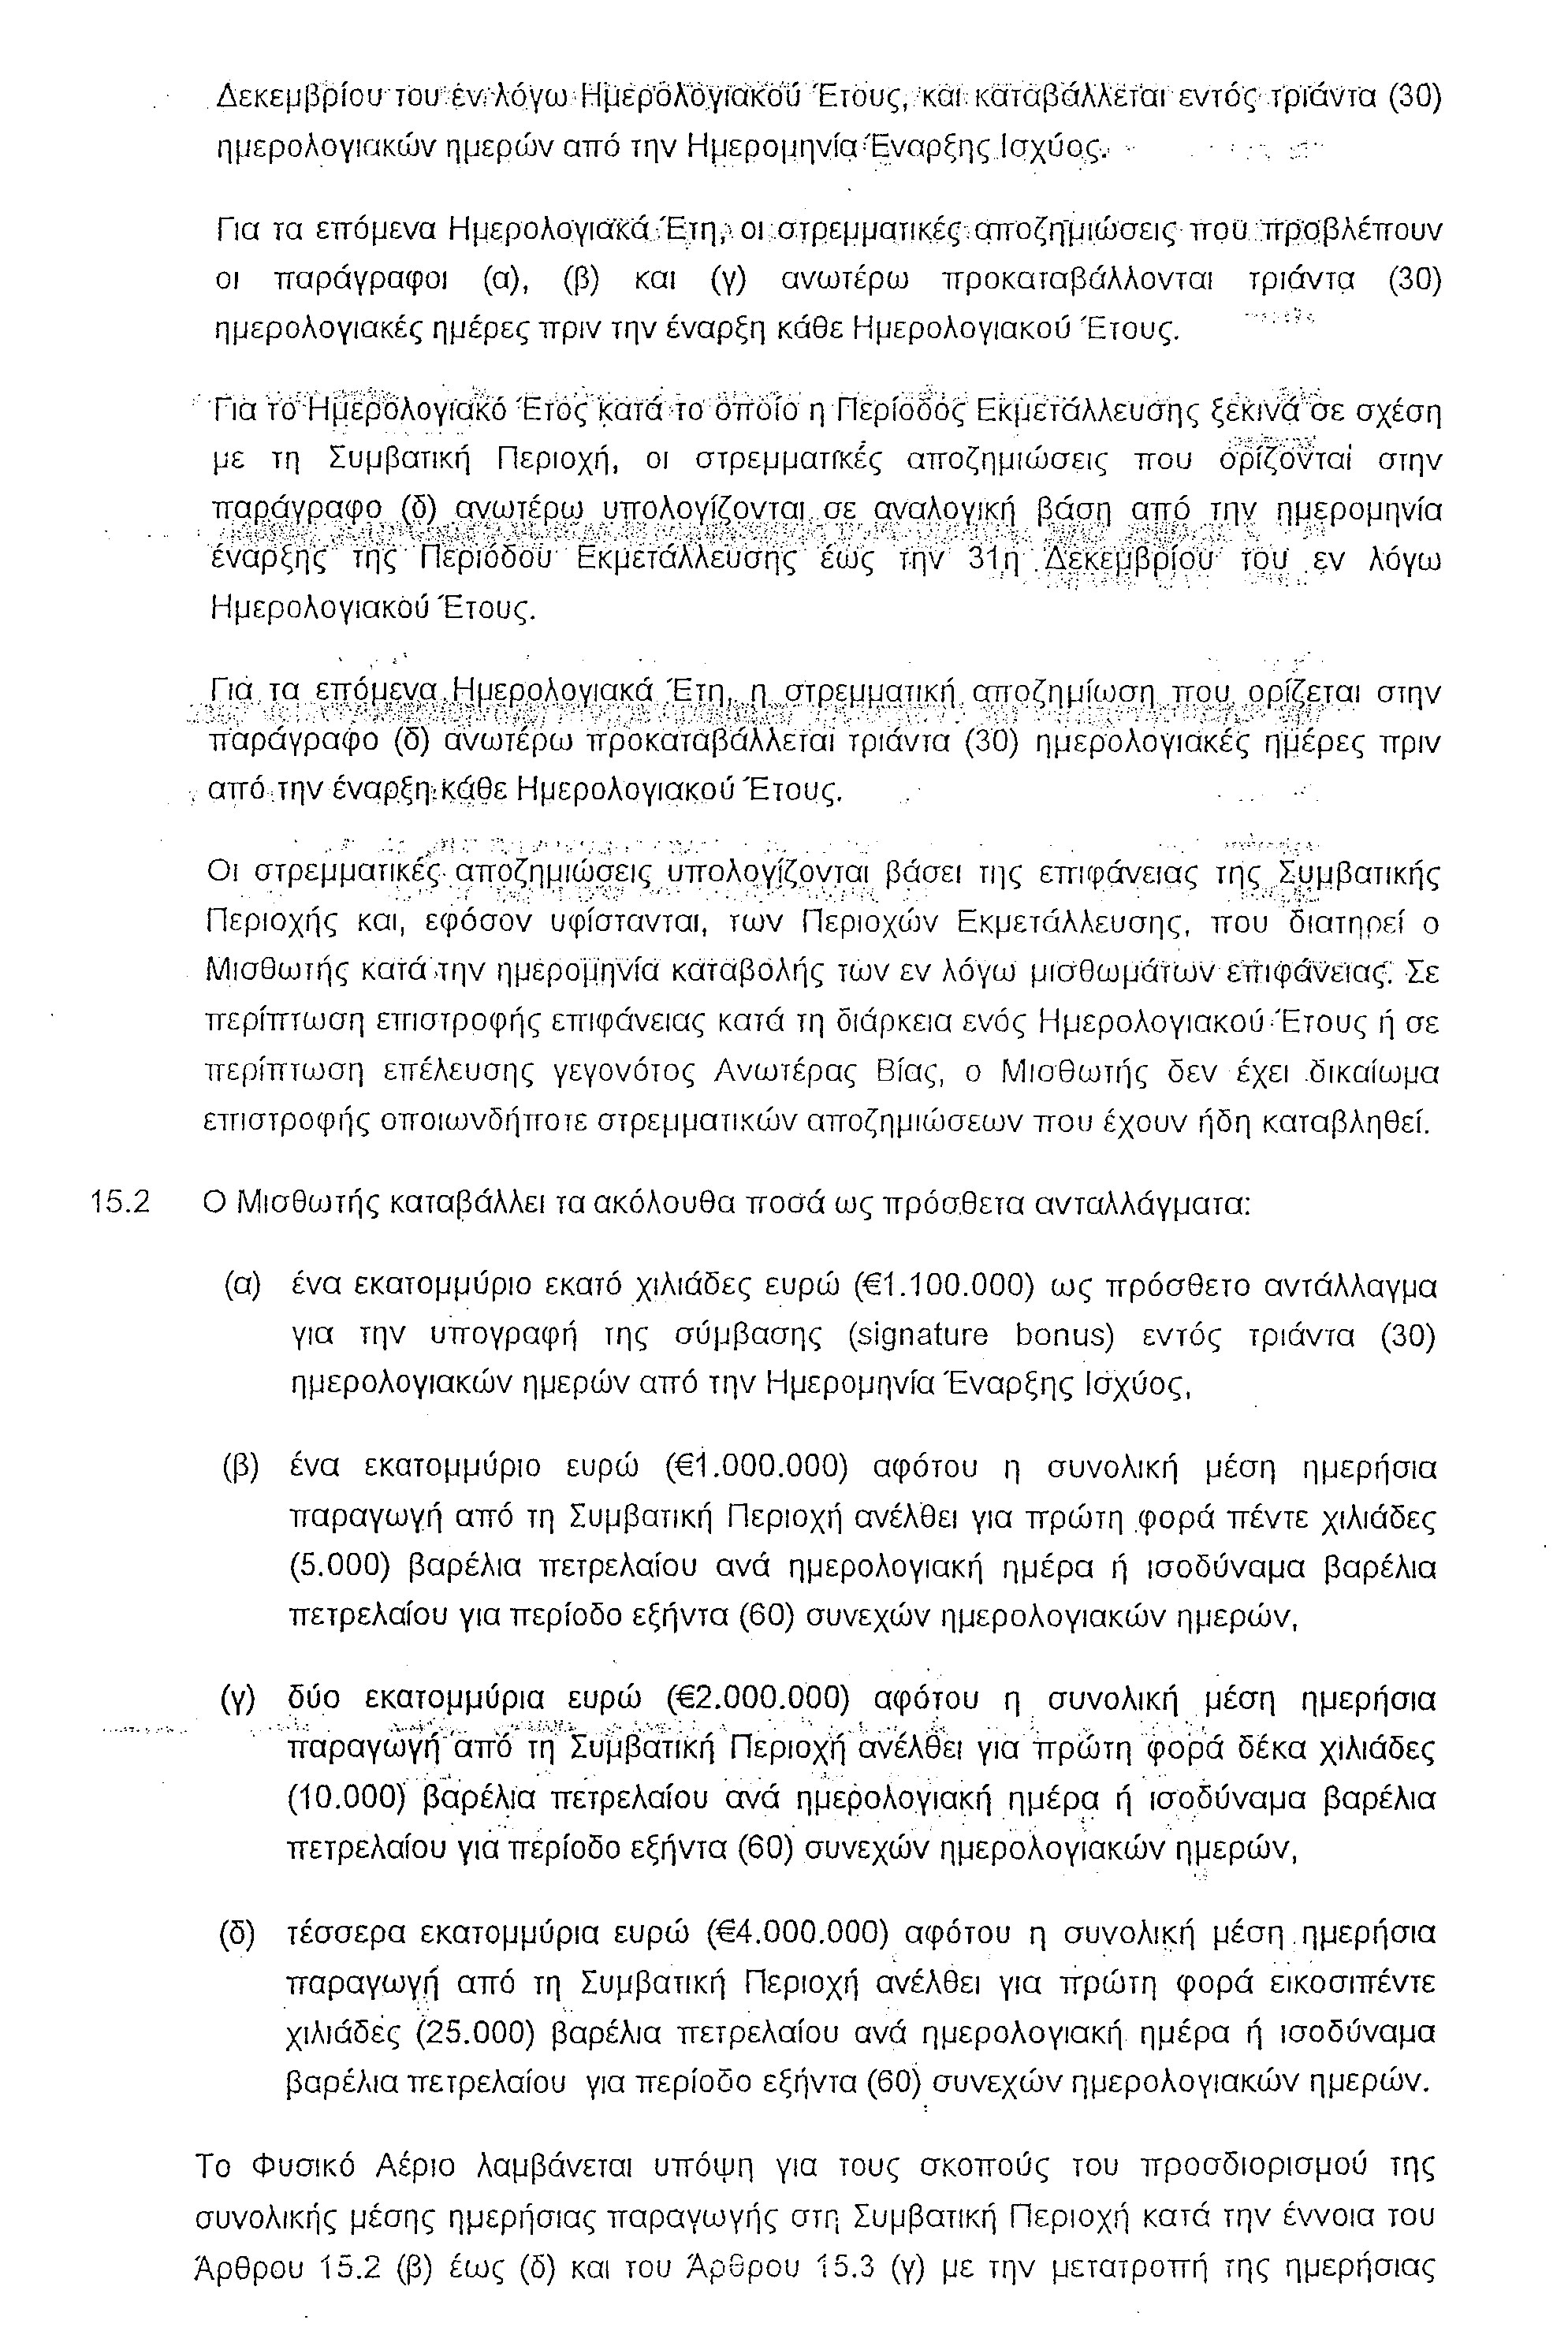 Δεκεμβρίου του εν λόγω Ημερολογιακού Έτους, και καταβάλλεται εντός τριάντα (30)
ημερολογιακών ημερών από την Ημερομηνία Έναρξης Ισχύος.
Για τα επόμενα Ημερολογιακά Έτη, οι στρεμματικές αποζημιώσεις που προβλέπουν
οι παράγραφοι (α), (β) και (γ) ανωτέρω προκαταβάλλονται τριάντα (30)
ημερολογιακές ημέρες πριν την έναρξη κάθε Ημερολογιακού Έτους.
Για το Ημερολογιακό Έτος κατά το οποίο η Περίοδος Εκμετάλλευσης ξεκινά σε σχέση
με τη Συμβατική Περιοχή, οι στρεμματικές αποζημιώσεις που ορίζονται στην
παράγραφο (δ) ανωτέρω υπολογίζονται σε αναλογική βάση από την ημερομηνία
έναρξης της Περιόδου Εκμετάλλευσης έως την 31η Δεκεμβρίου του εν λόγω
Ημερολογιακού Έτους.
Για τα επόμενα Ημερολογιακά Έτη, η στρεμματική αποζημίωση που ορίζεται στην
παράγραφο (δ) ανωτέρω προκαταβάλλεται τριάντα (30) ημερολογιακές ημέρες πριν
από την έναρξη κάθε Ημερολογιακού Έτους.
Οι στρεμματικές αποζημιώσεις υπολογίζονται βάσει της επιφάνειας της Συμβατικής
Περιοχής και, εφόσον υφίστανται, των Περιοχών Εκμετάλλευσης, που διατηρεί ο
Μισθωτής κατά την ημερομηνία καταβολής των εν λόγω μισθωμάτων επιφάνειας. Σε
περίπτωση επιστροφής επιφάνειας κατά τη διάρκεια ενός Ημερολογιακού Έτους ή σε
περίπτωση επέλευσης γεγονότος Ανωτέρας Βίας, ο Μισθωτής δεν έχει δικαίωμα
επιστροφής οποιωνδήποτε στρεμματικών αποζημιώσεων που έχουν ήδη καταβληθεί.
15.2 Ο Μισθωτής καταβάλλει τα ακόλουθα ποσά ως πρόσθετα ανταλλάγματα:
(α) ένα εκατομμύριο εκατό χιλιάδες ευρώ (€1.100.000) ως πρόσθετο αντάλλαγμα
για την υπογραφή της σύμβασης (signature bonus) εντός τριάντα (30)
ημερολογιακών ημερών από την Ημερομηνία Έναρξης Ισχύος,
(β) ένα εκατομμύριο ευρώ (€1.000.000) αφότου η συνολική μέση ημερήσια
παραγωγή από τη Συμβατική Περιοχή ανέλθει για πρώτη φορά πέντε χιλιάδες
(5.000) βαρέλια πετρελαίου ανά ημερολογιακή ημέρα ή ισοδύναμα βαρέλια
πετρελαίου για περίοδο εξήντα (60) συνεχών ημερολογιακών ημερών,
(γ) δύο εκατομμύρια ευρώ (€2.000.000) αφότου η συνολική μέση ημερήσια
παραγωγή από τη Συμβατική Περιοχή ανέλθει για πρώτη φορά δέκα χιλιάδες
(10.000) βαρέλια πετρελαίου ανά ημερολογιακή ημέρα ή ισοδύναμα βαρέλια
πετρελαίου για περίοδο εξήντα (60) συνεχών ημερολογιακών ημερών,
(δ) τέσσερα εκατομμύρια ευρώ (€4.000.000) αφότου η συνολική μέση ημερήσια
παραγωγή από τη Συμβατική Περιοχή ανέλθει για πρώτη φορά εικοσιπέντε
χιλιάδες (25.000) βαρέλια πετρελαίου ανά ημερολογιακή ημέρα ή ισοδύναμα
βαρέλια πετρελαίου για περίοδο εξήντα (60) συνεχών ημερολογιακών ημερών.
Το Φυσικό Αέριο λαμβάνεται υπόψη για τους σκοπούς του προσδιορισμού της
συνολικής μέσης ημερήσιας παραγωγής στη Συμβατική Περιοχή κατά την έννοια του
Άρθρου 15.2 (β) έως (δ) και του Άρθρου 15.3 (γ) με την μετατροπή της ημερήσιας